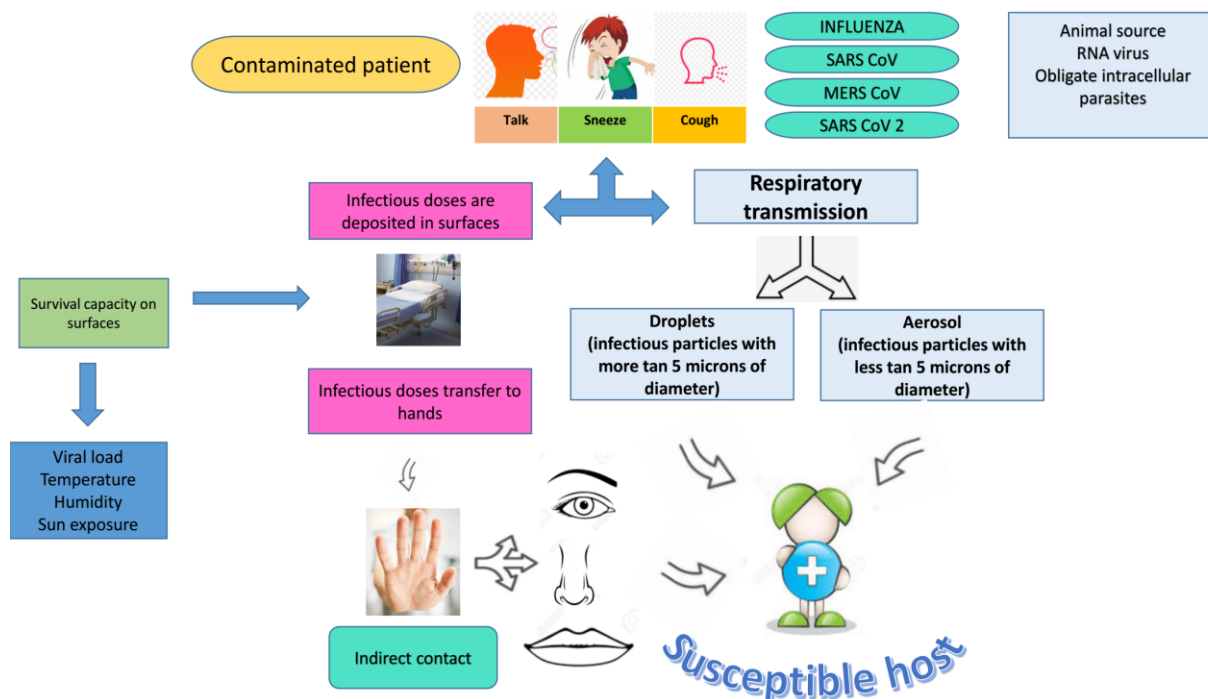 Contaminated patient
Talk
Sneeze
Cough
INFLUENZA
SARS CoV
MERS CoV
SARS CoV 2
Animal source
RNA virus
Obligate intracellular
parasites
Infectious doses are
deposited in surfaces
Respiratory
transmission
Survival capacity on
surfaces
Droplets
(infectious particles with
more tan 5 microns of
diameter)
Aerosol
(infectious particles with
less tan 5 microns of
diameter)
Infectious doses transfer to
hands
Viral load
Temperature
Humidity
Sun exposure
Indirect contact
Susceptible host